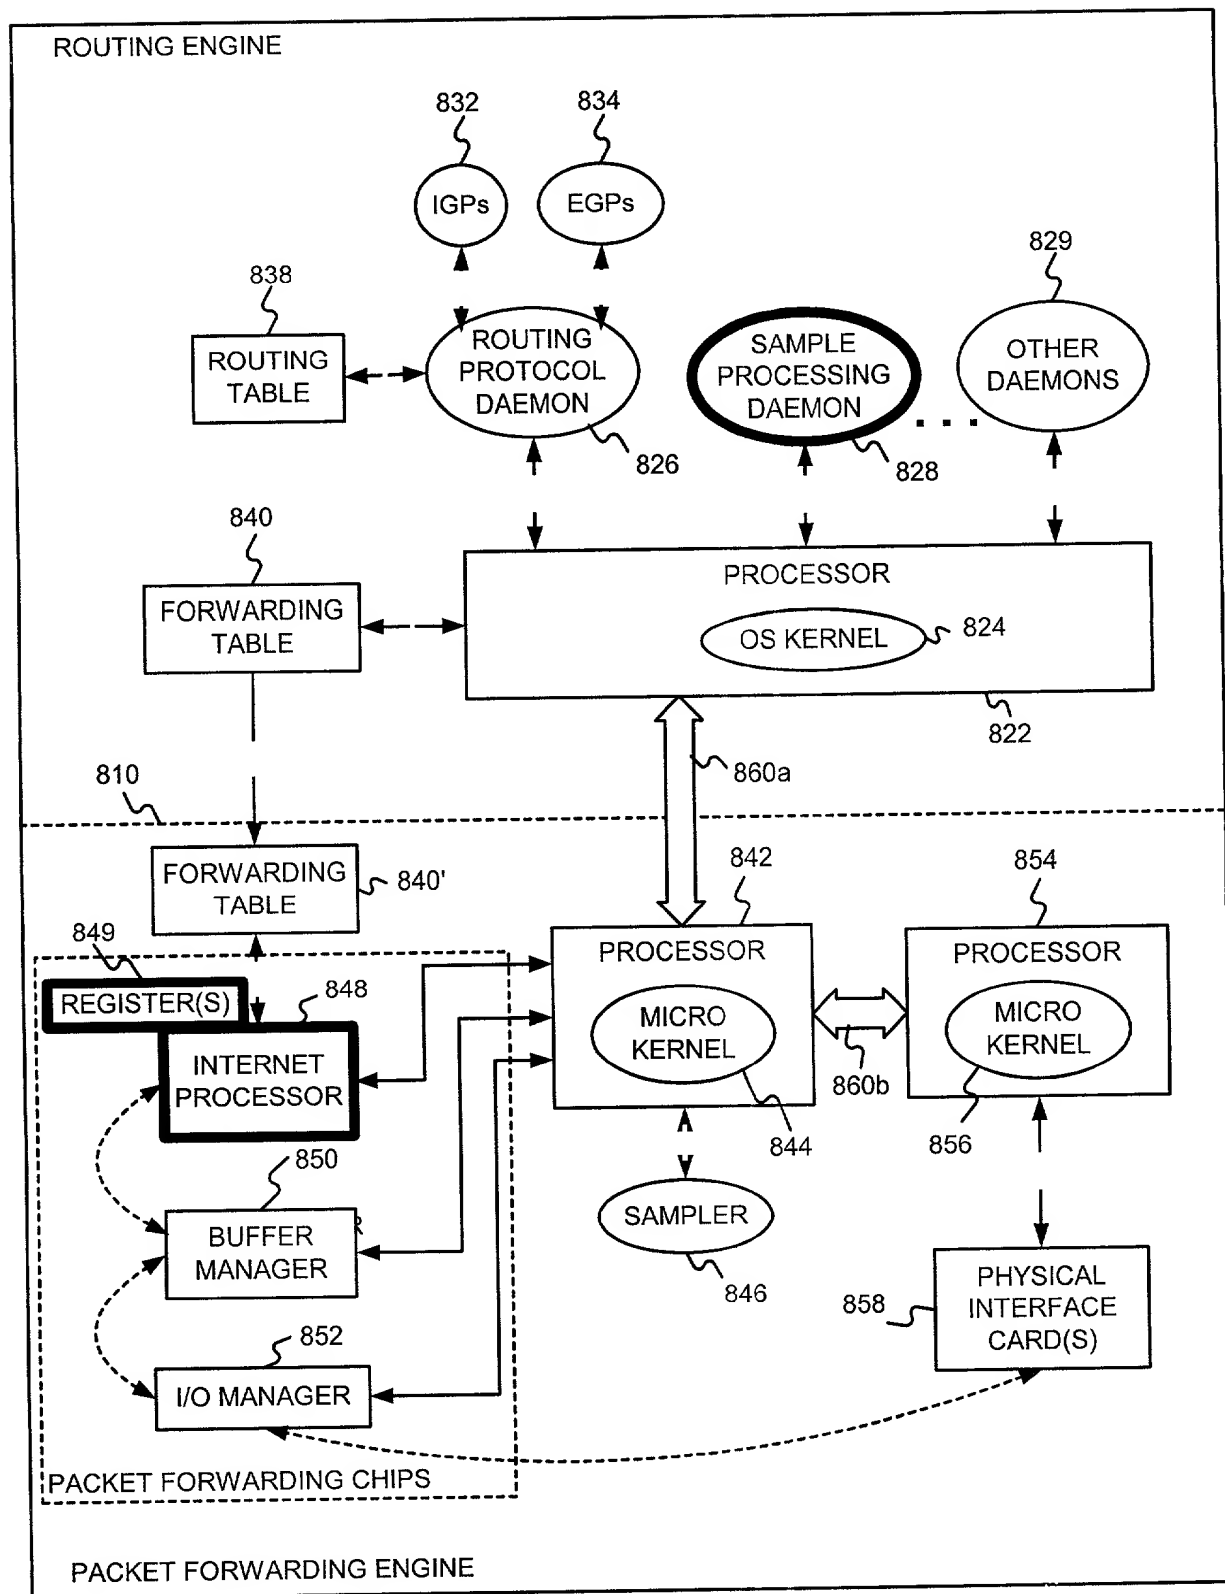 ROUTING ENGINE
832
834
IGPs
EGPs
829
838
ROUTING
TABLE
ROUTING
PROTOCOL
DAEMON
SAMPLE
PROCESSING
DAEMON
OTHER
DAEMONS
. . .
826
828
840
FORWARDING
TABLE
PROCESSOR
OS KERNEL
824
822
860a
810
FORWARDING
TABLE
840'
842
854
849
REGISTER(S)
848
INTERNET
PROCESSOR
PROCESSOR
MICRO
KERNEL
PROCESSOR
MICRO
KERNEL
860b
844
856
850
BUFFER
MANAGER
SAMPLER
846
858
PHYSICAL
INTERFACE
CARD(S)
852
I/O MANAGER
PACKET FORWARDING CHIPS
PACKET FORWARDING ENGINE